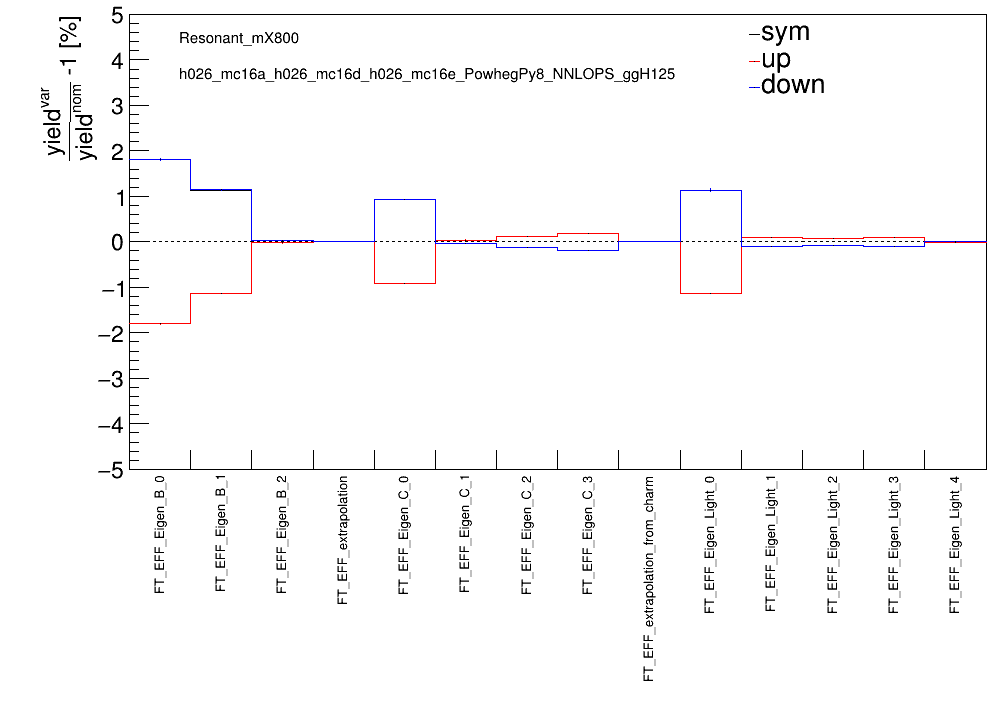 yield^var / yield^nom -1 [%]
5
4
3
2
1
0
−1
−2
−3
−4
−5
Resonant_mX800
h026_mc16a_h026_mc16d_h026_mc16e_PowhegPy8_NNLOPS_ggH125
sym
up
down
FT_EFF_Eigen_B_0
FT_EFF_Eigen_B_1
FT_EFF_Eigen_B_2
FT_EFF_extrapolation
FT_EFF_Eigen_C_0
FT_EFF_Eigen_C_1
FT_EFF_Eigen_C_2
FT_EFF_Eigen_C_3
FT_EFF_extrapolation_from_charm
FT_EFF_Eigen_Light_0
FT_EFF_Eigen_Light_1
FT_EFF_Eigen_Light_2
FT_EFF_Eigen_Light_3
FT_EFF_Eigen_Light_4